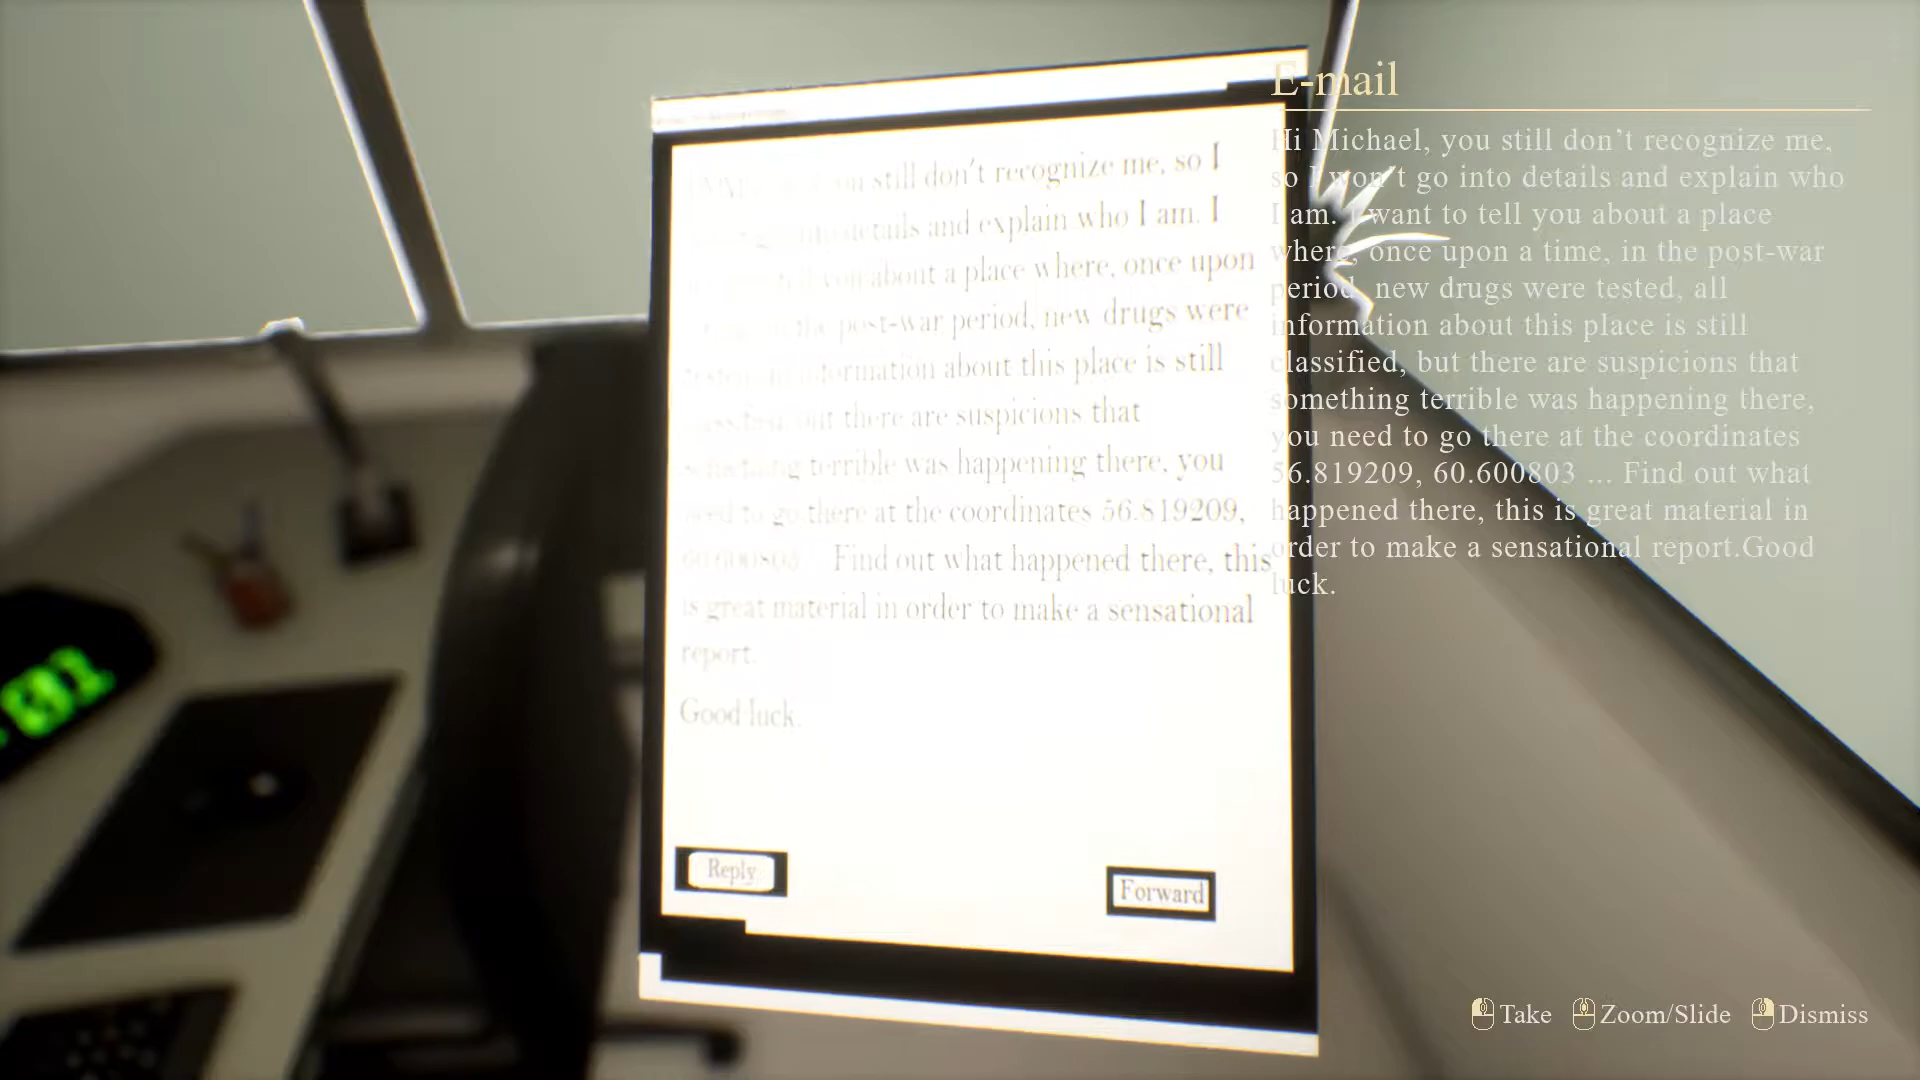 still don't recognize me, so I
details and explain who I am. I
you about a place where, once upon
the post-war period, new drugs were
information about this place is still
out there are suspicions that
something terrible was happening there, you
need to go there at the coordinates 56.819209,
60.600803 Find out what happened there, this
is great material in order to make a sensational
report.
Good luck.
Reply
Forward
E-mail
Hi Michael, you still don’t recognize me,
so I won’t go into details and explain who
I am. I want to tell you about a place
where, once upon a time, in the post-war
period, new drugs were tested, all
information about this place is still
classified, but there are suspicions that
something terrible was happening there,
you need to go there at the coordinates
56.819209, 60.600803 ... Find out what
happened there, this is great material in
order to make a sensational report.Good
luck.
Take Zoom/Slide Dismiss